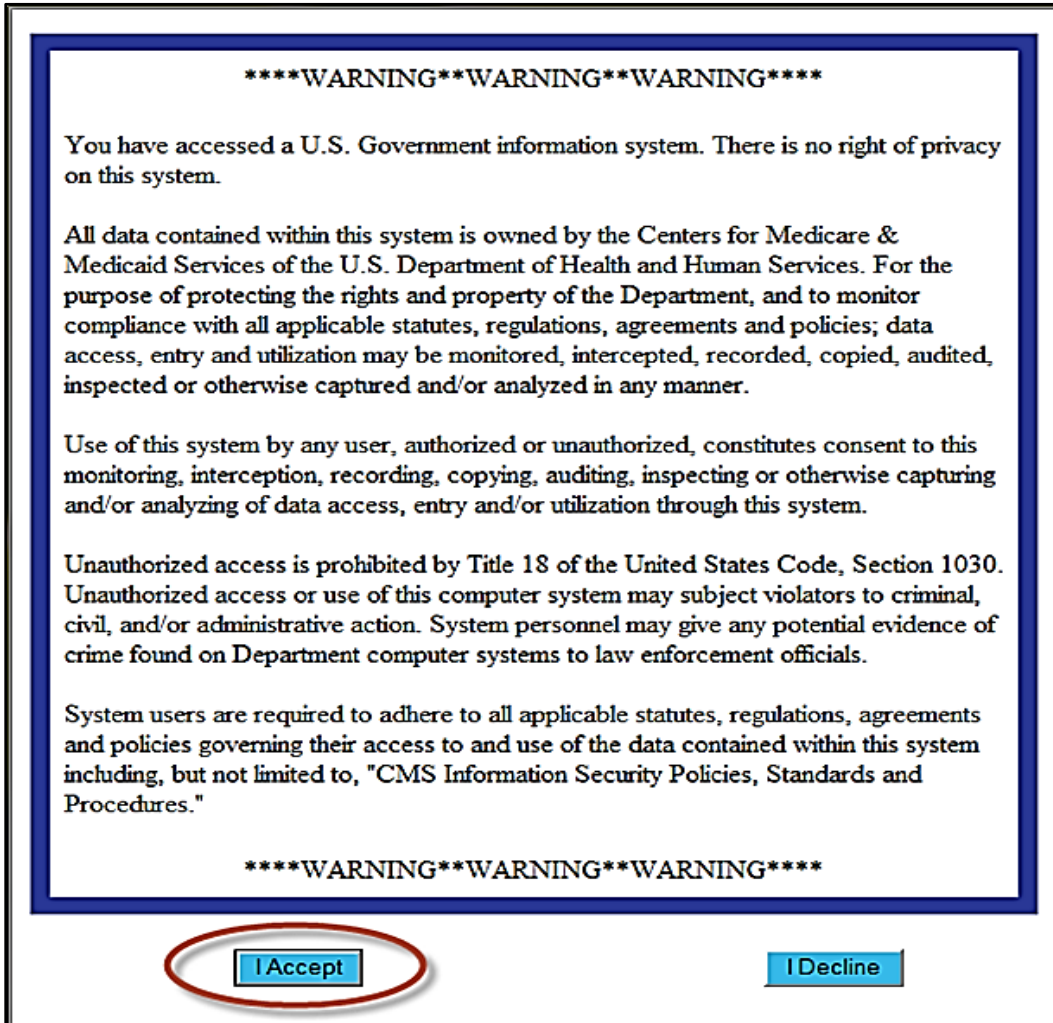 ****WARNING**WARNING**WARNING****
You have accessed a U.S. Government information system. There is no right of privacy
on this system.
All data contained within this system is owned by the Centers for Medicare &
Medicaid Services of the U.S. Department of Health and Human Services. For the
purpose of protecting the rights and property of the Department, and to monitor
compliance with all applicable statutes, regulations, agreements and policies; data
access, entry and utilization may be monitored, intercepted, recorded, copied, audited,
inspected or otherwise captured and/or analyzed in any manner.
Use of this system by any user, authorized or unauthorized, constitutes consent to this
monitoring, interception, recording, copying, auditing, inspecting or otherwise capturing
and/or analyzing of data access, entry and/or utilization through this system.
Unauthorized access is prohibited by Title 18 of the United States Code, Section 1030.
Unauthorized access or use of this computer system may subject violators to criminal,
civil, and/or administrative action. System personnel may give any potential evidence of
crime found on Department computer systems to law enforcement officials.
System users are required to adhere to all applicable statutes, regulations, agreements
and policies governing their access to and use of the data contained within this system
including, but not limited to, "CMS Information Security Policies, Standards and
Procedures."
****WARNING**WARNING**WARNING****
I Accept
I Decline